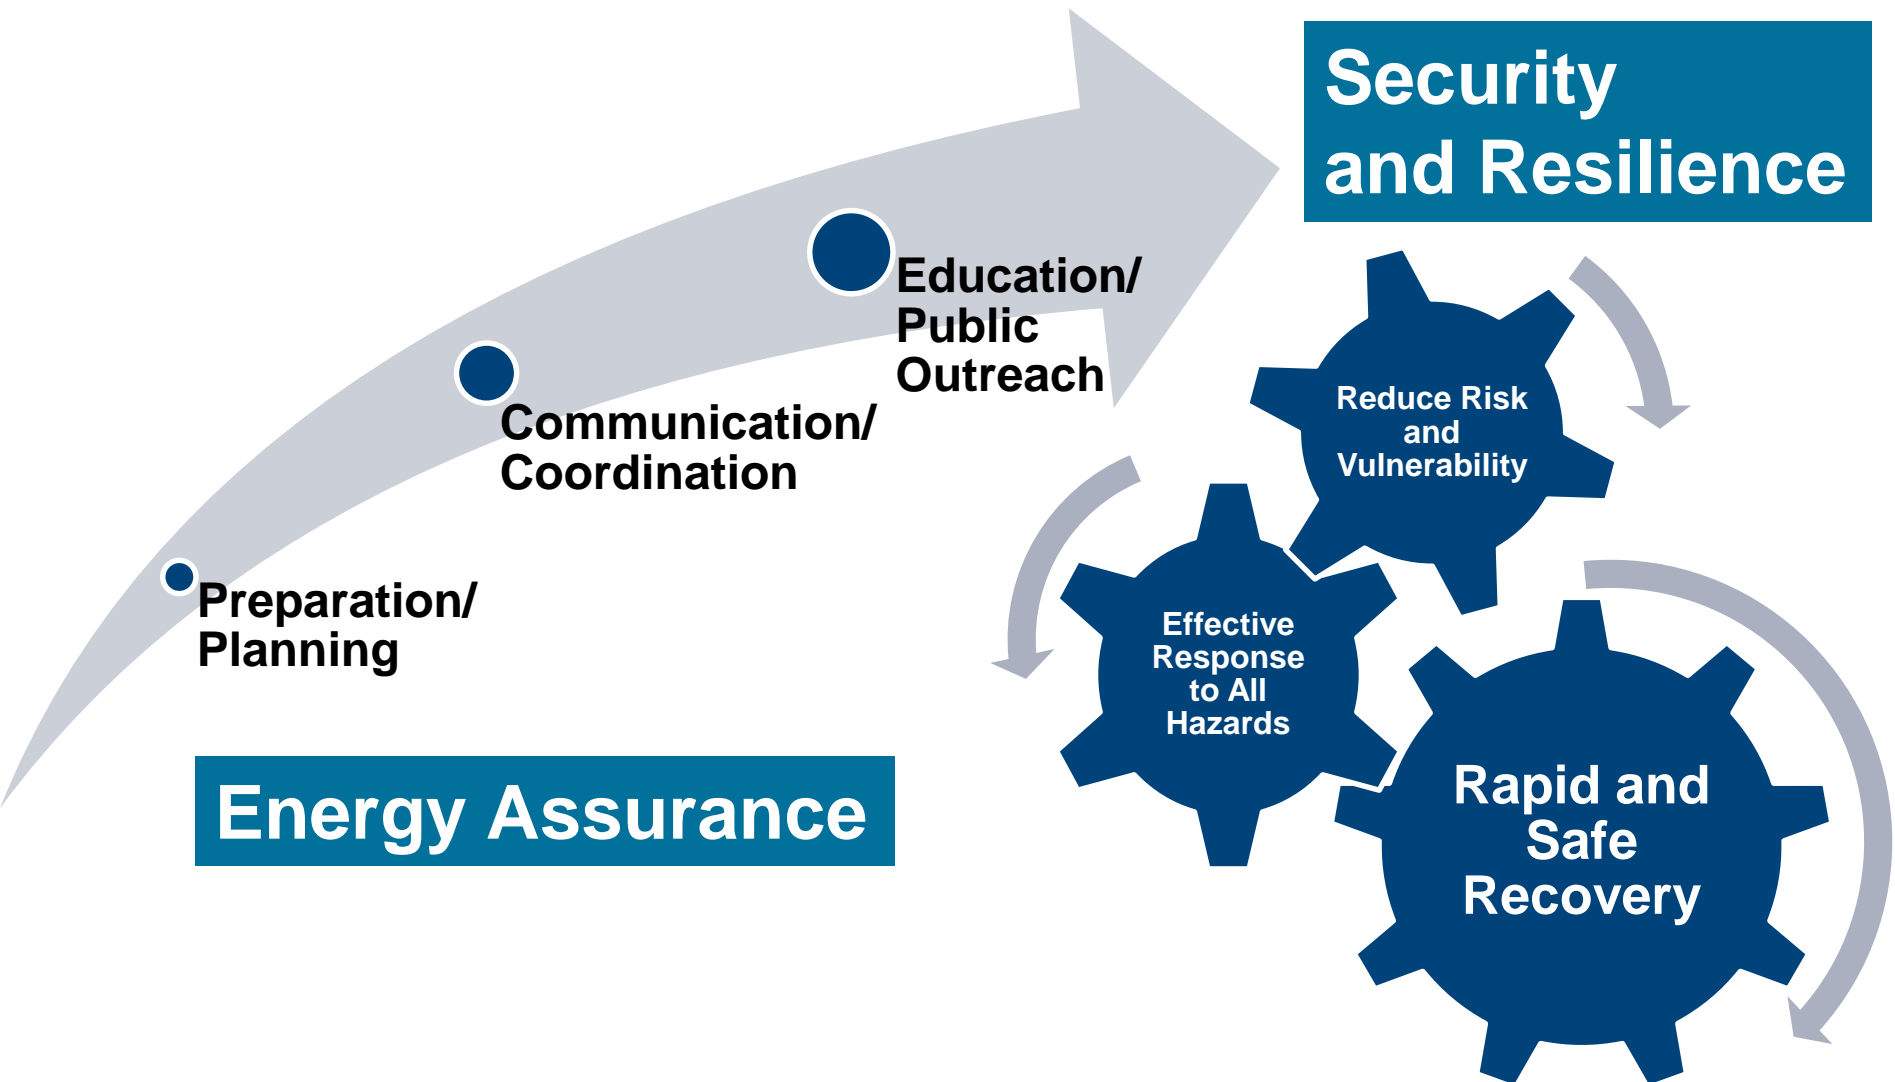 Security
and Resilience
Education/
Public
Outreach
Communication/
Coordination
Preparation/
Planning
Energy Assurance
Reduce Risk
and
Vulnerability
Effective
Response
to All
Hazards
Rapid and
Safe
Recovery